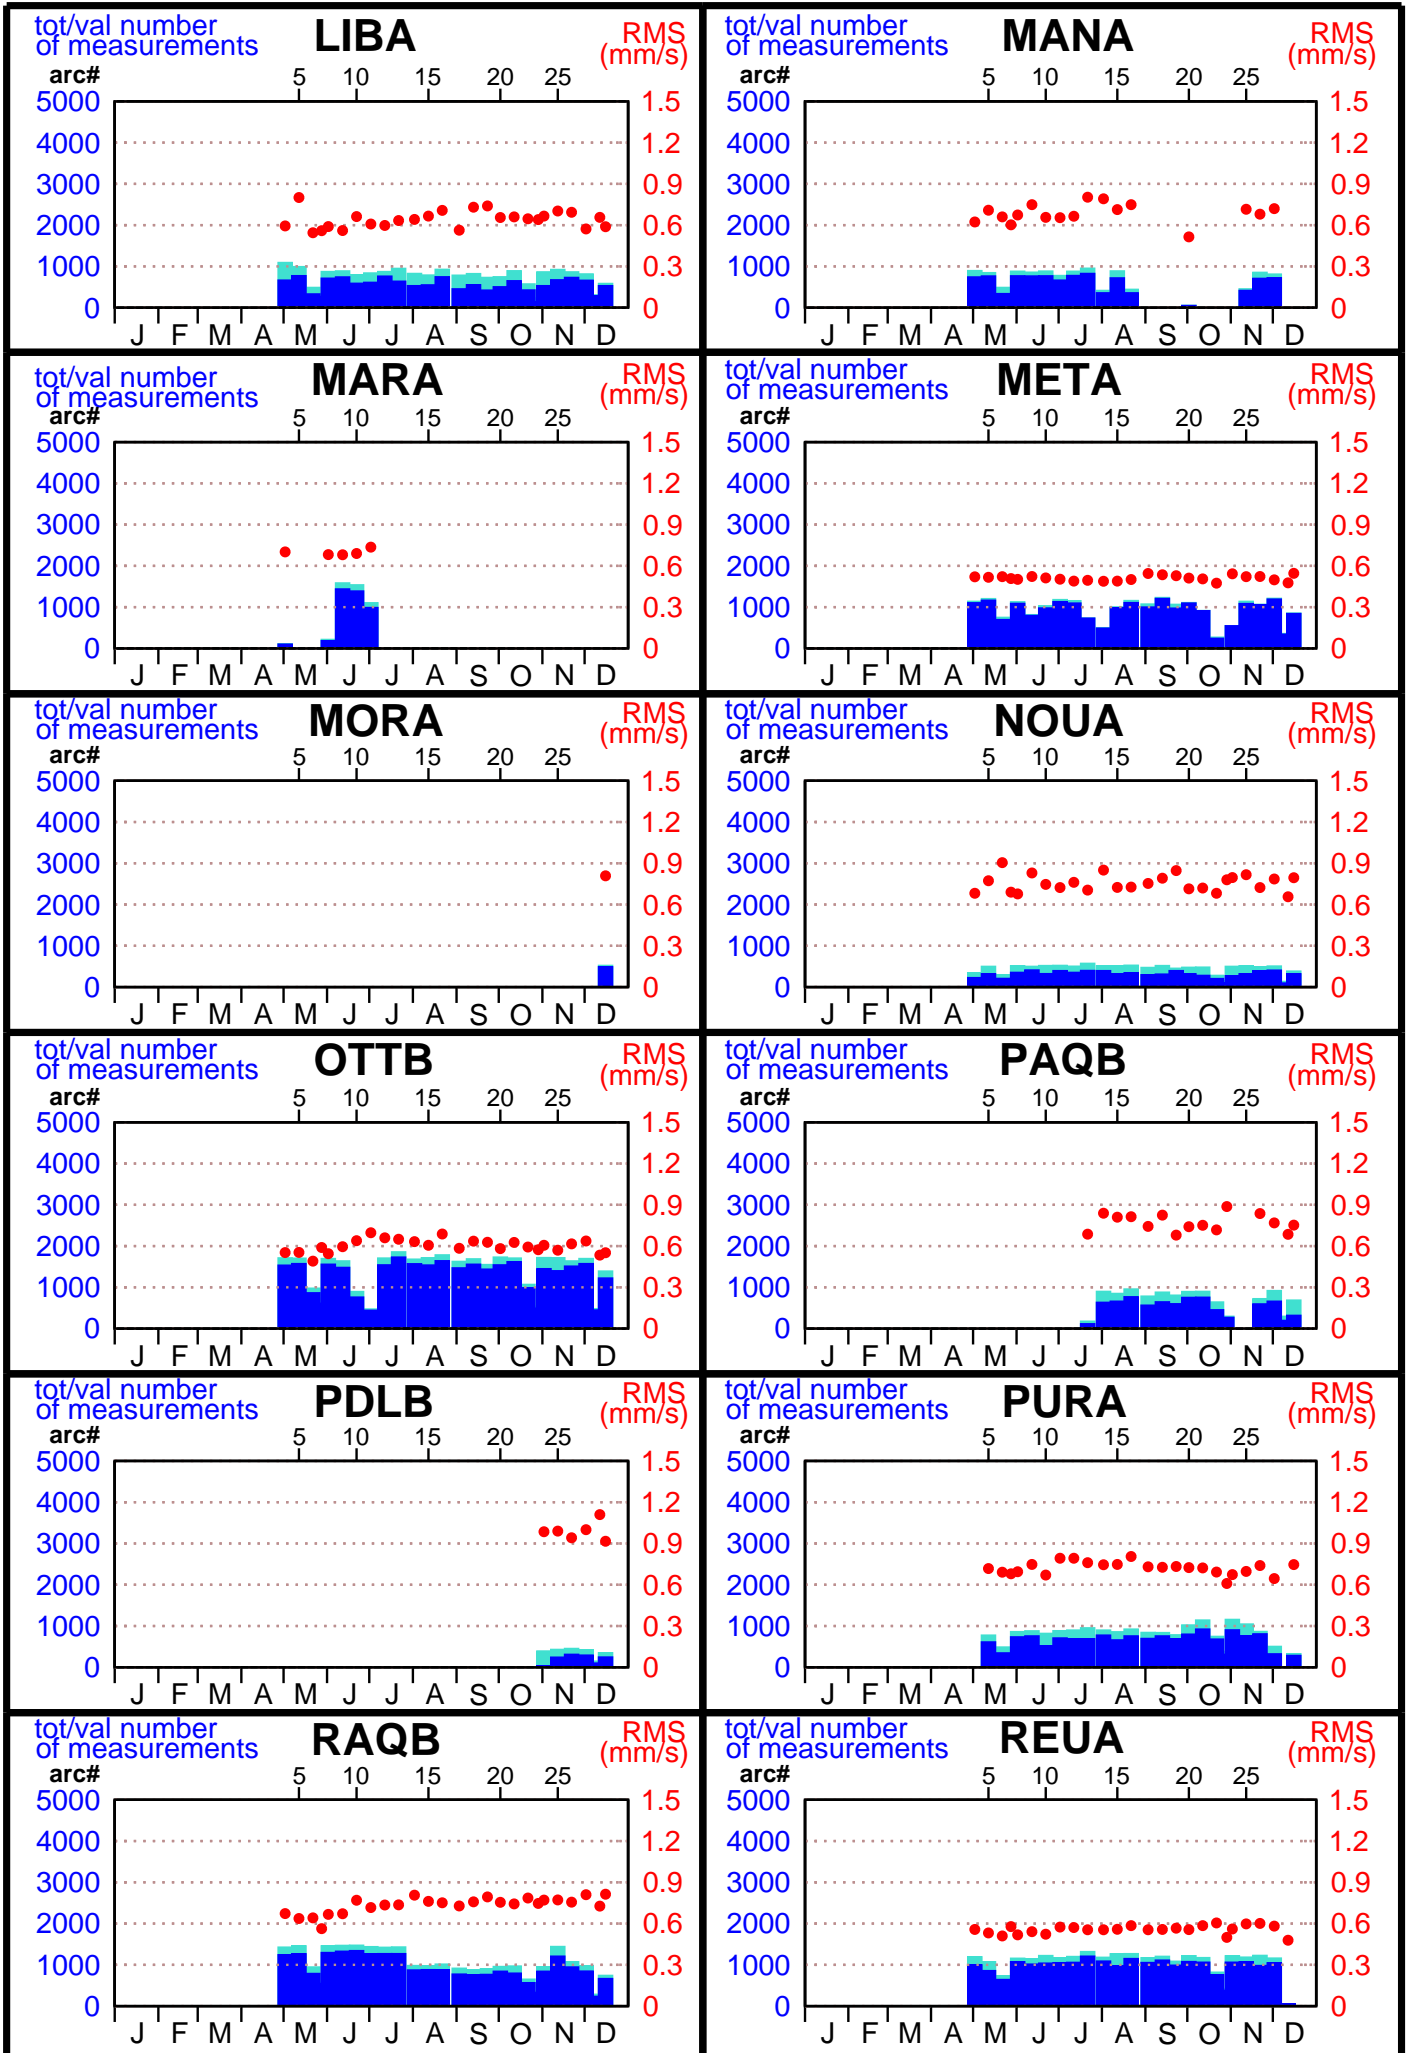 tot/val number
of measurements
LIBA
RMS
(mm/s)
arc#
5 10 15 20 25
5000 1.5
4000 1.2
3000 0.9
2000 0.6
1000 0.3
0 0
J F M A M J J A S O N D
tot/val number
of measurements
MANA
RMS
(mm/s)
arc#
5 10 15 20 25
5000 1.5
4000 1.2
3000 0.9
2000 0.6
1000 0.3
0 0
J F M A M J J A S O N D
tot/val number
of measurements
MARA
RMS
(mm/s)
arc#
5 10 15 20 25
5000 1.5
4000 1.2
3000 0.9
2000 0.6
1000 0.3
0 0
J F M A M J J A S O N D
tot/val number
of measurements
META
RMS
(mm/s)
arc#
5 10 15 20 25
5000 1.5
4000 1.2
3000 0.9
2000 0.6
1000 0.3
0 0
J F M A M J J A S O N D
tot/val number
of measurements
MORA
RMS
(mm/s)
arc#
5 10 15 20 25
5000 1.5
4000 1.2
3000 0.9
2000 0.6
1000 0.3
0 0
J F M A M J J A S O N D
tot/val number
of measurements
NOUA
RMS
(mm/s)
arc#
5 10 15 20 25
5000 1.5
4000 1.2
3000 0.9
2000 0.6
1000 0.3
0 0
J F M A M J J A S O N D
tot/val number
of measurements
OTTB
RMS
(mm/s)
arc#
5 10 15 20 25
5000 1.5
4000 1.2
3000 0.9
2000 0.6
1000 0.3
0 0
J F M A M J J A S O N D
tot/val number
of measurements
PAQB
RMS
(mm/s)
arc#
5 10 15 20 25
5000 1.5
4000 1.2
3000 0.9
2000 0.6
1000 0.3
0 0
J F M A M J J A S O N D
tot/val number
of measurements
PDLB
RMS
(mm/s)
arc#
5 10 15 20 25
5000 1.5
4000 1.2
3000 0.9
2000 0.6
1000 0.3
0 0
J F M A M J J A S O N D
tot/val number
of measurements
PURA
RMS
(mm/s)
arc#
5 10 15 20 25
5000 1.5
4000 1.2
3000 0.9
2000 0.6
1000 0.3
0 0
J F M A M J J A S O N D
tot/val number
of measurements
RAQB
RMS
(mm/s)
arc#
5 10 15 20 25
5000 1.5
4000 1.2
3000 0.9
2000 0.6
1000 0.3
0 0
J F M A M J J A S O N D
tot/val number
of measurements
REUA
RMS
(mm/s)
arc#
5 10 15 20 25
5000 1.5
4000 1.2
3000 0.9
2000 0.6
1000 0.3
0 0
J F M A M J J A S O N D